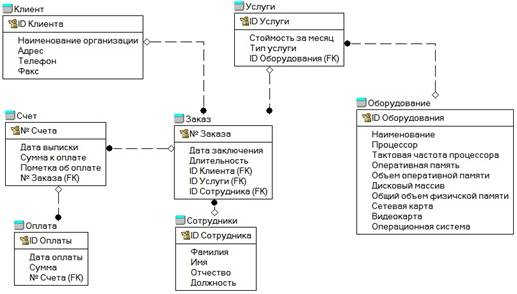 Клиент
ID Клиента
Наименование организации
Адрес
Телефон
Факс
Услуги
ID Услуги
Стоимость за месяц
Тип услуги
ID Оборудования (FK)
Счет
№ Счета
Дата выписки
Сумма к оплате
Пометка об оплате
№ Заказа (FK)
Заказ
№ Заказа
Дата заключения
Длительность
ID Клиента (FK)
ID Услуги (FK)
ID Сотрудника (FK)
Оборудование
ID Оборудования
Наименование
Процессор
Тактовая частота процессора
Оперативная память
Объем оперативной памяти
Дисковый массив
Общий объем физичской памяти
Сетевая карта
Видеокарта
Операционная система
Оплата
ID Оплаты
Дата оплаты
Сумма
№ Счета (FK)
Сотрудники
ID Сотрудника
Фамилия
Имя
Отчество
Должность